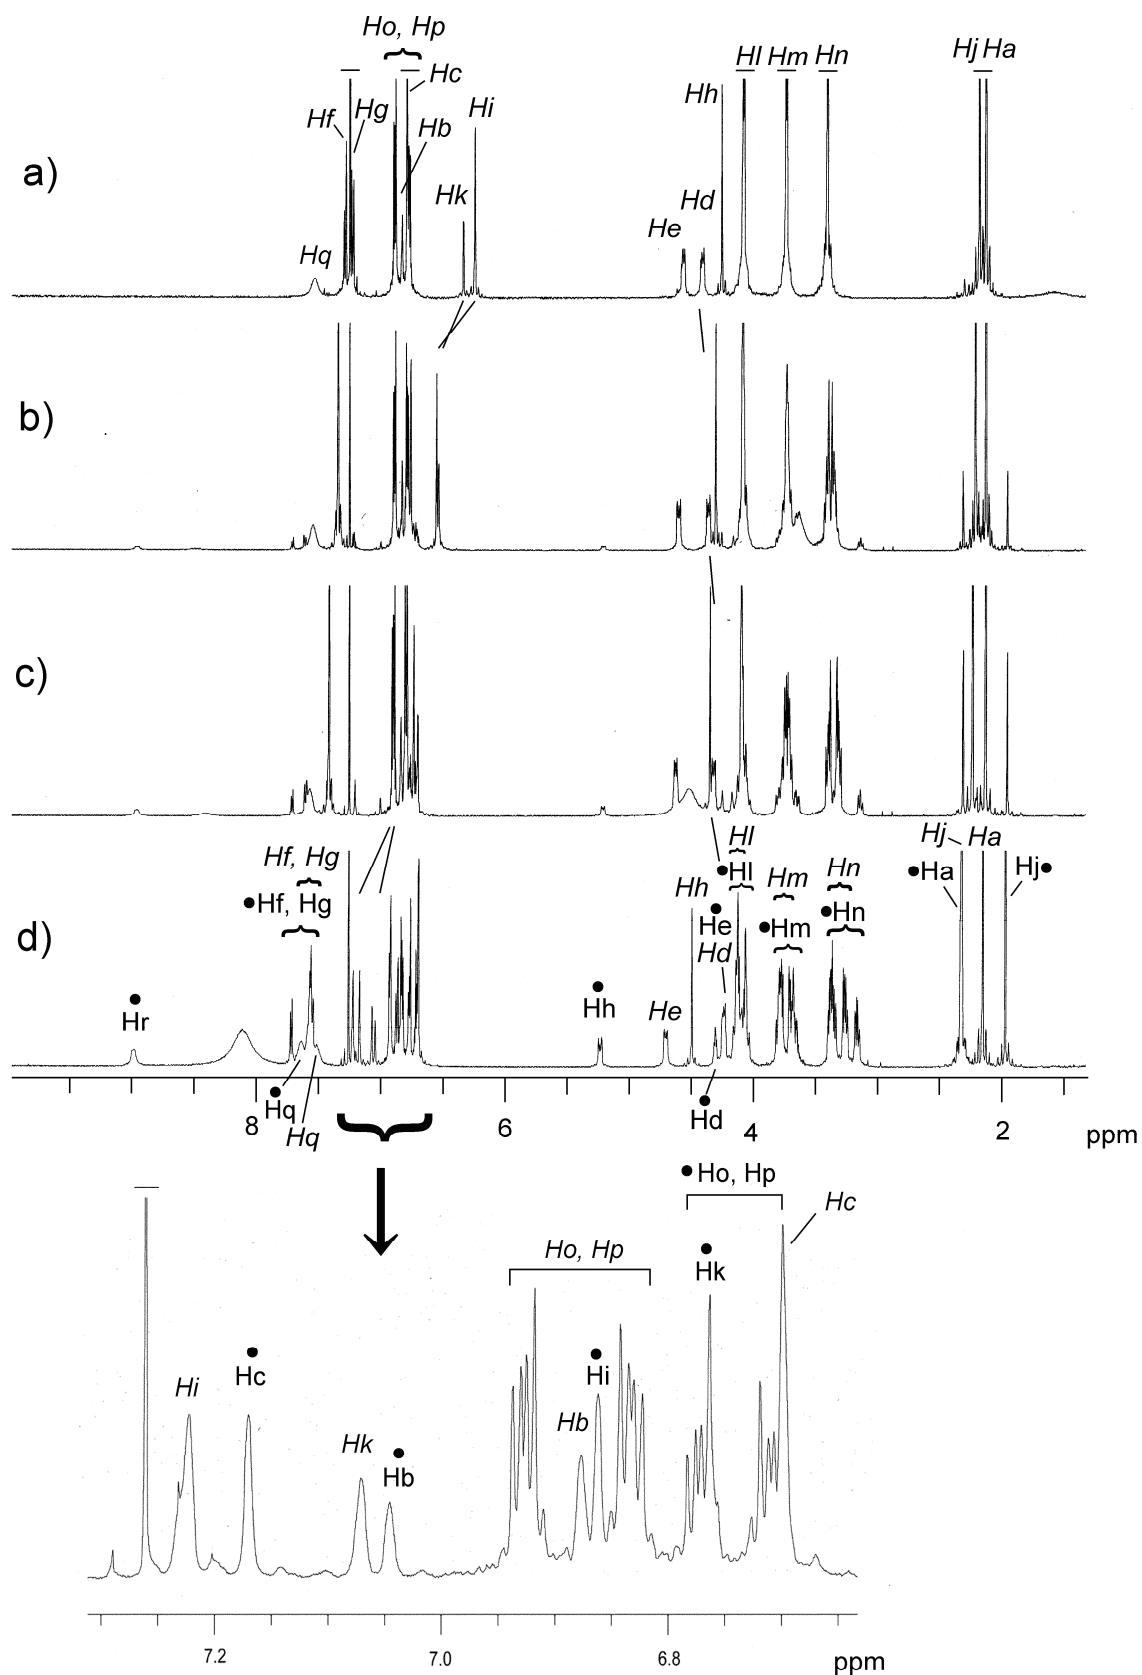 Ho, Hp
Hj Ha
Hl Hm Hn
Hc
Hh
Hf Hg
Hi
Hb
a)
Hk
Hd
He
Hq
b)
c)
Hl
Hj Ha
Hf, Hg
•Hl
•Ha
Hj•
Hh
Hm
Hn
•Hf, Hg
•
He
•Hm
•Hn
d)
Hd
•
Hr
•
Hh
He
•
Hq
Hq
•
Hd
8 6 4 2 ppm
•Ho, Hp
Hc
Ho, Hp
•
Hk
•
Hc
•
Hi
Hi
Hb
Hk
•
Hb
7.2 7.0 6.8 ppm